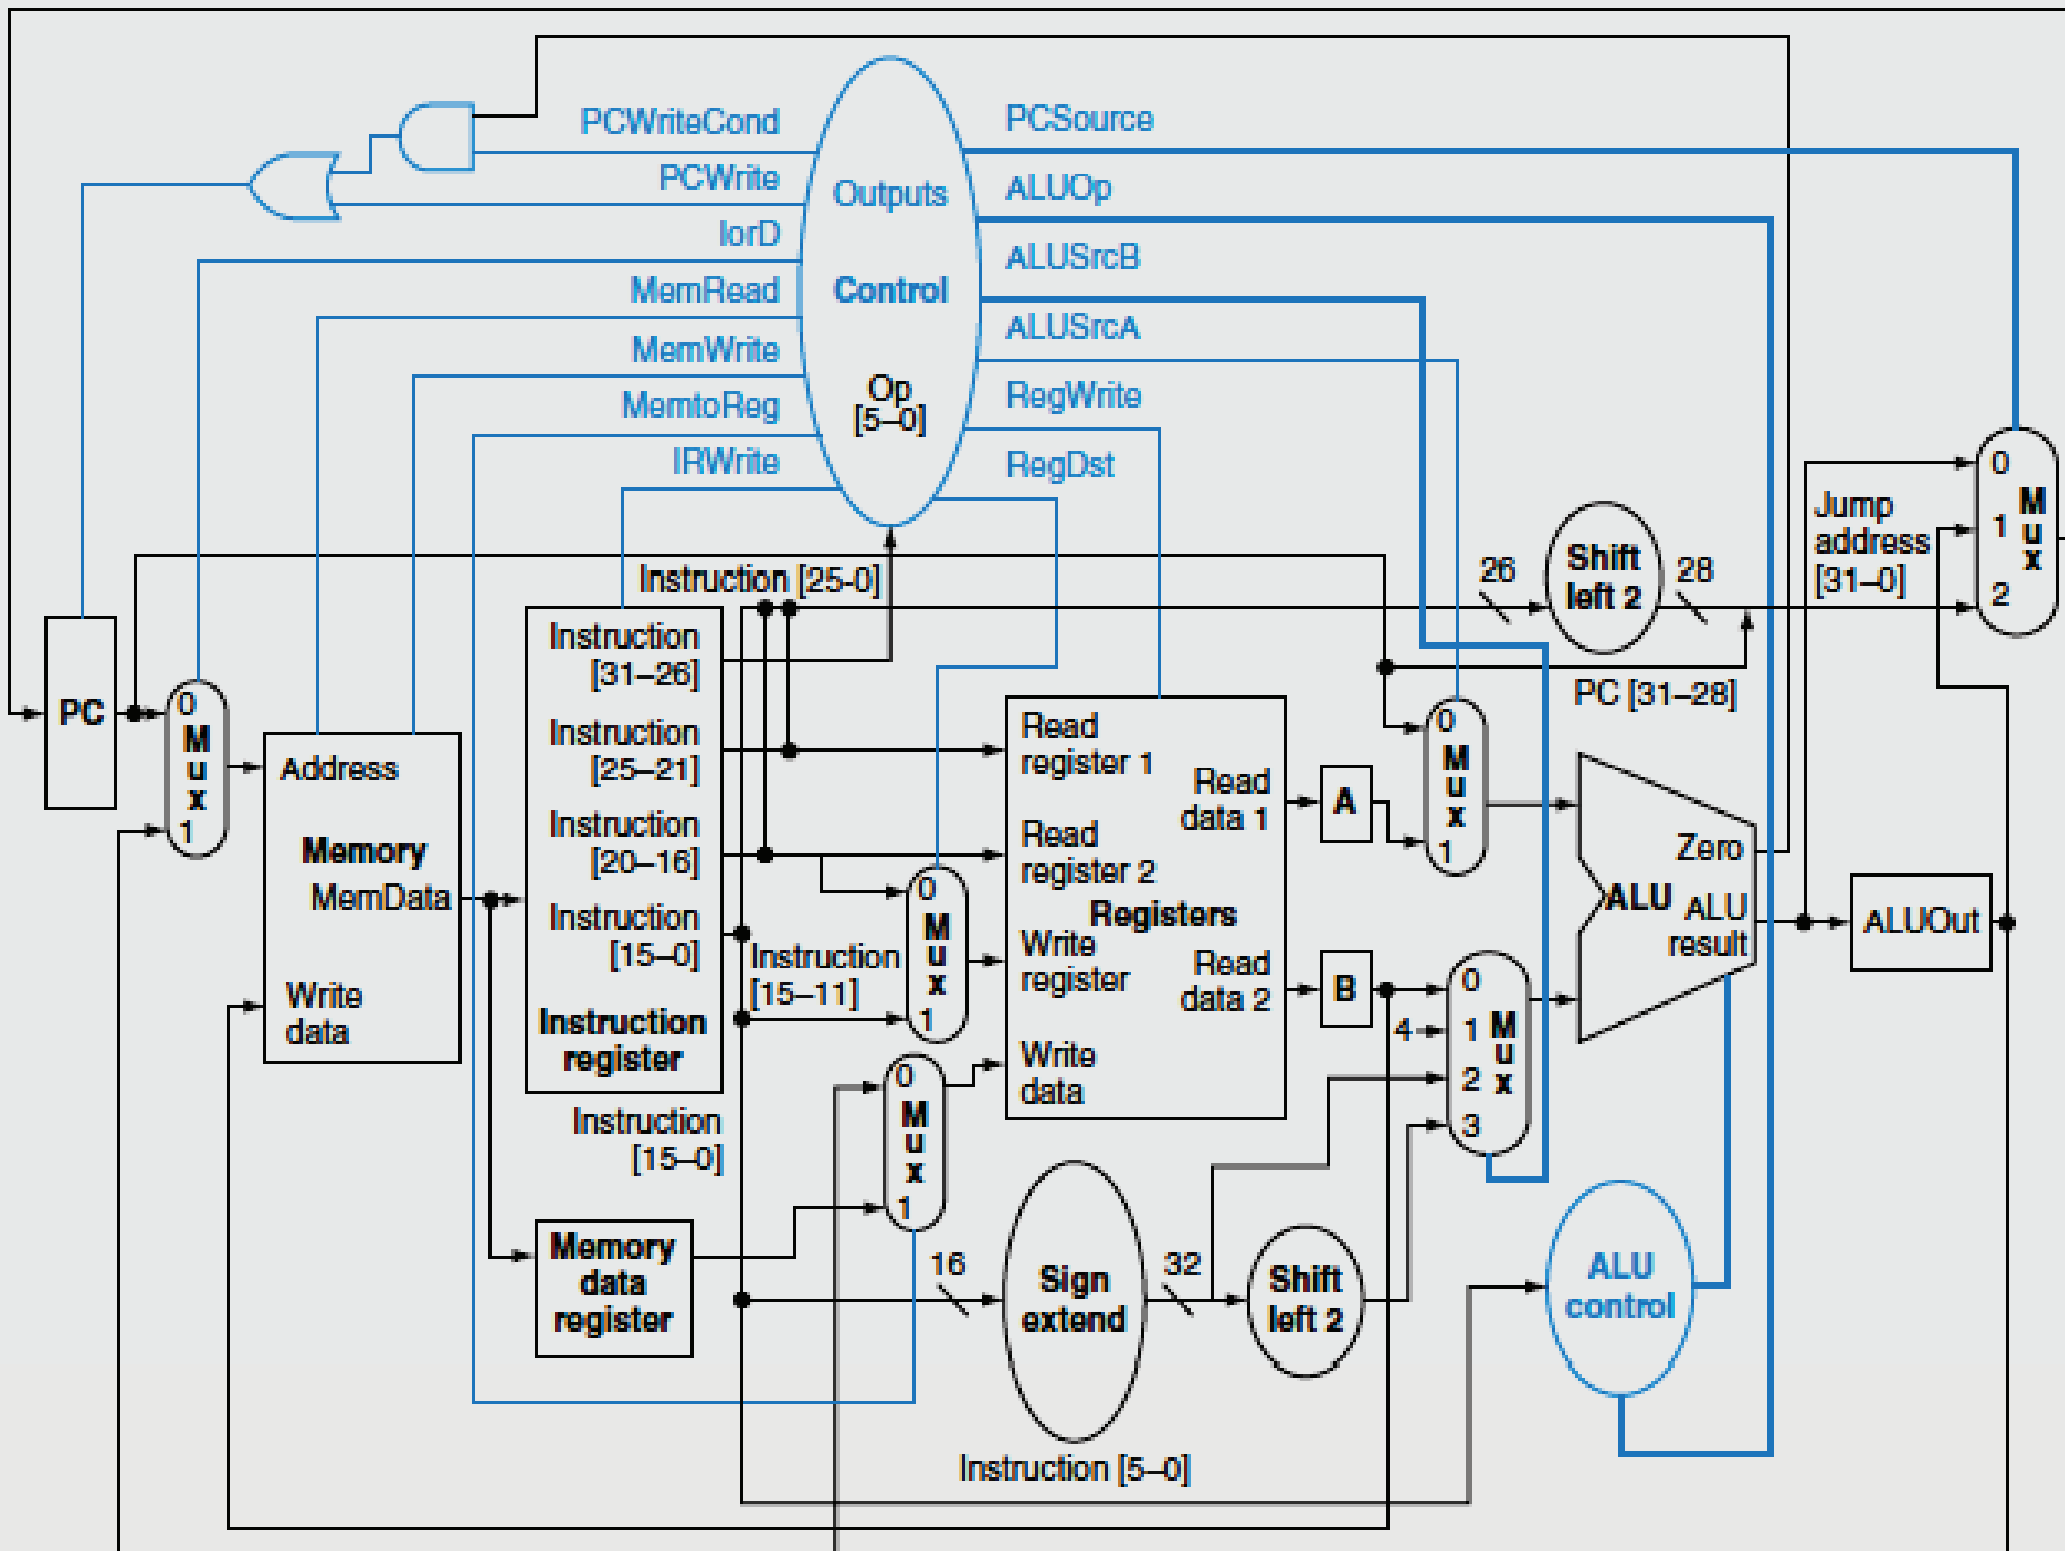 PCWriteCond
PCWrite
IorD
MemRead
MemWrite
MemtoReg
IRWrite
Outputs
Control
Op
[5–0]
PCSource
ALUOp
ALUSrcB
ALUSrcA
RegWrite
RegDst
Instruction [25-0]
26
Shift
left 2
28
Jump
address
[31–0]
0
1
2
M
u
x
PC [31–28]
PC
0
M
u
x
1
Address
Memory
MemData
Write
data
Instruction
[31–26]
Instruction
[25–21]
Instruction
[20–16]
Instruction
[15–0]
Instruction
register
Instruction
[15–0]
Instruction
[15–11]
0
M
u
x
1
0
M
u
x
1
Memory
data
register
Read
register 1
Read
register 2
Registers
Write
register
Write
data
Read
data 1
Read
data 2
A
B
0
M
u
x
1
4
0
1
2
3
M
u
x
Zero
ALU
ALU
result
ALUOut
16
Sign
extend
32
Shift
left 2
ALU
control
Instruction [5–0]